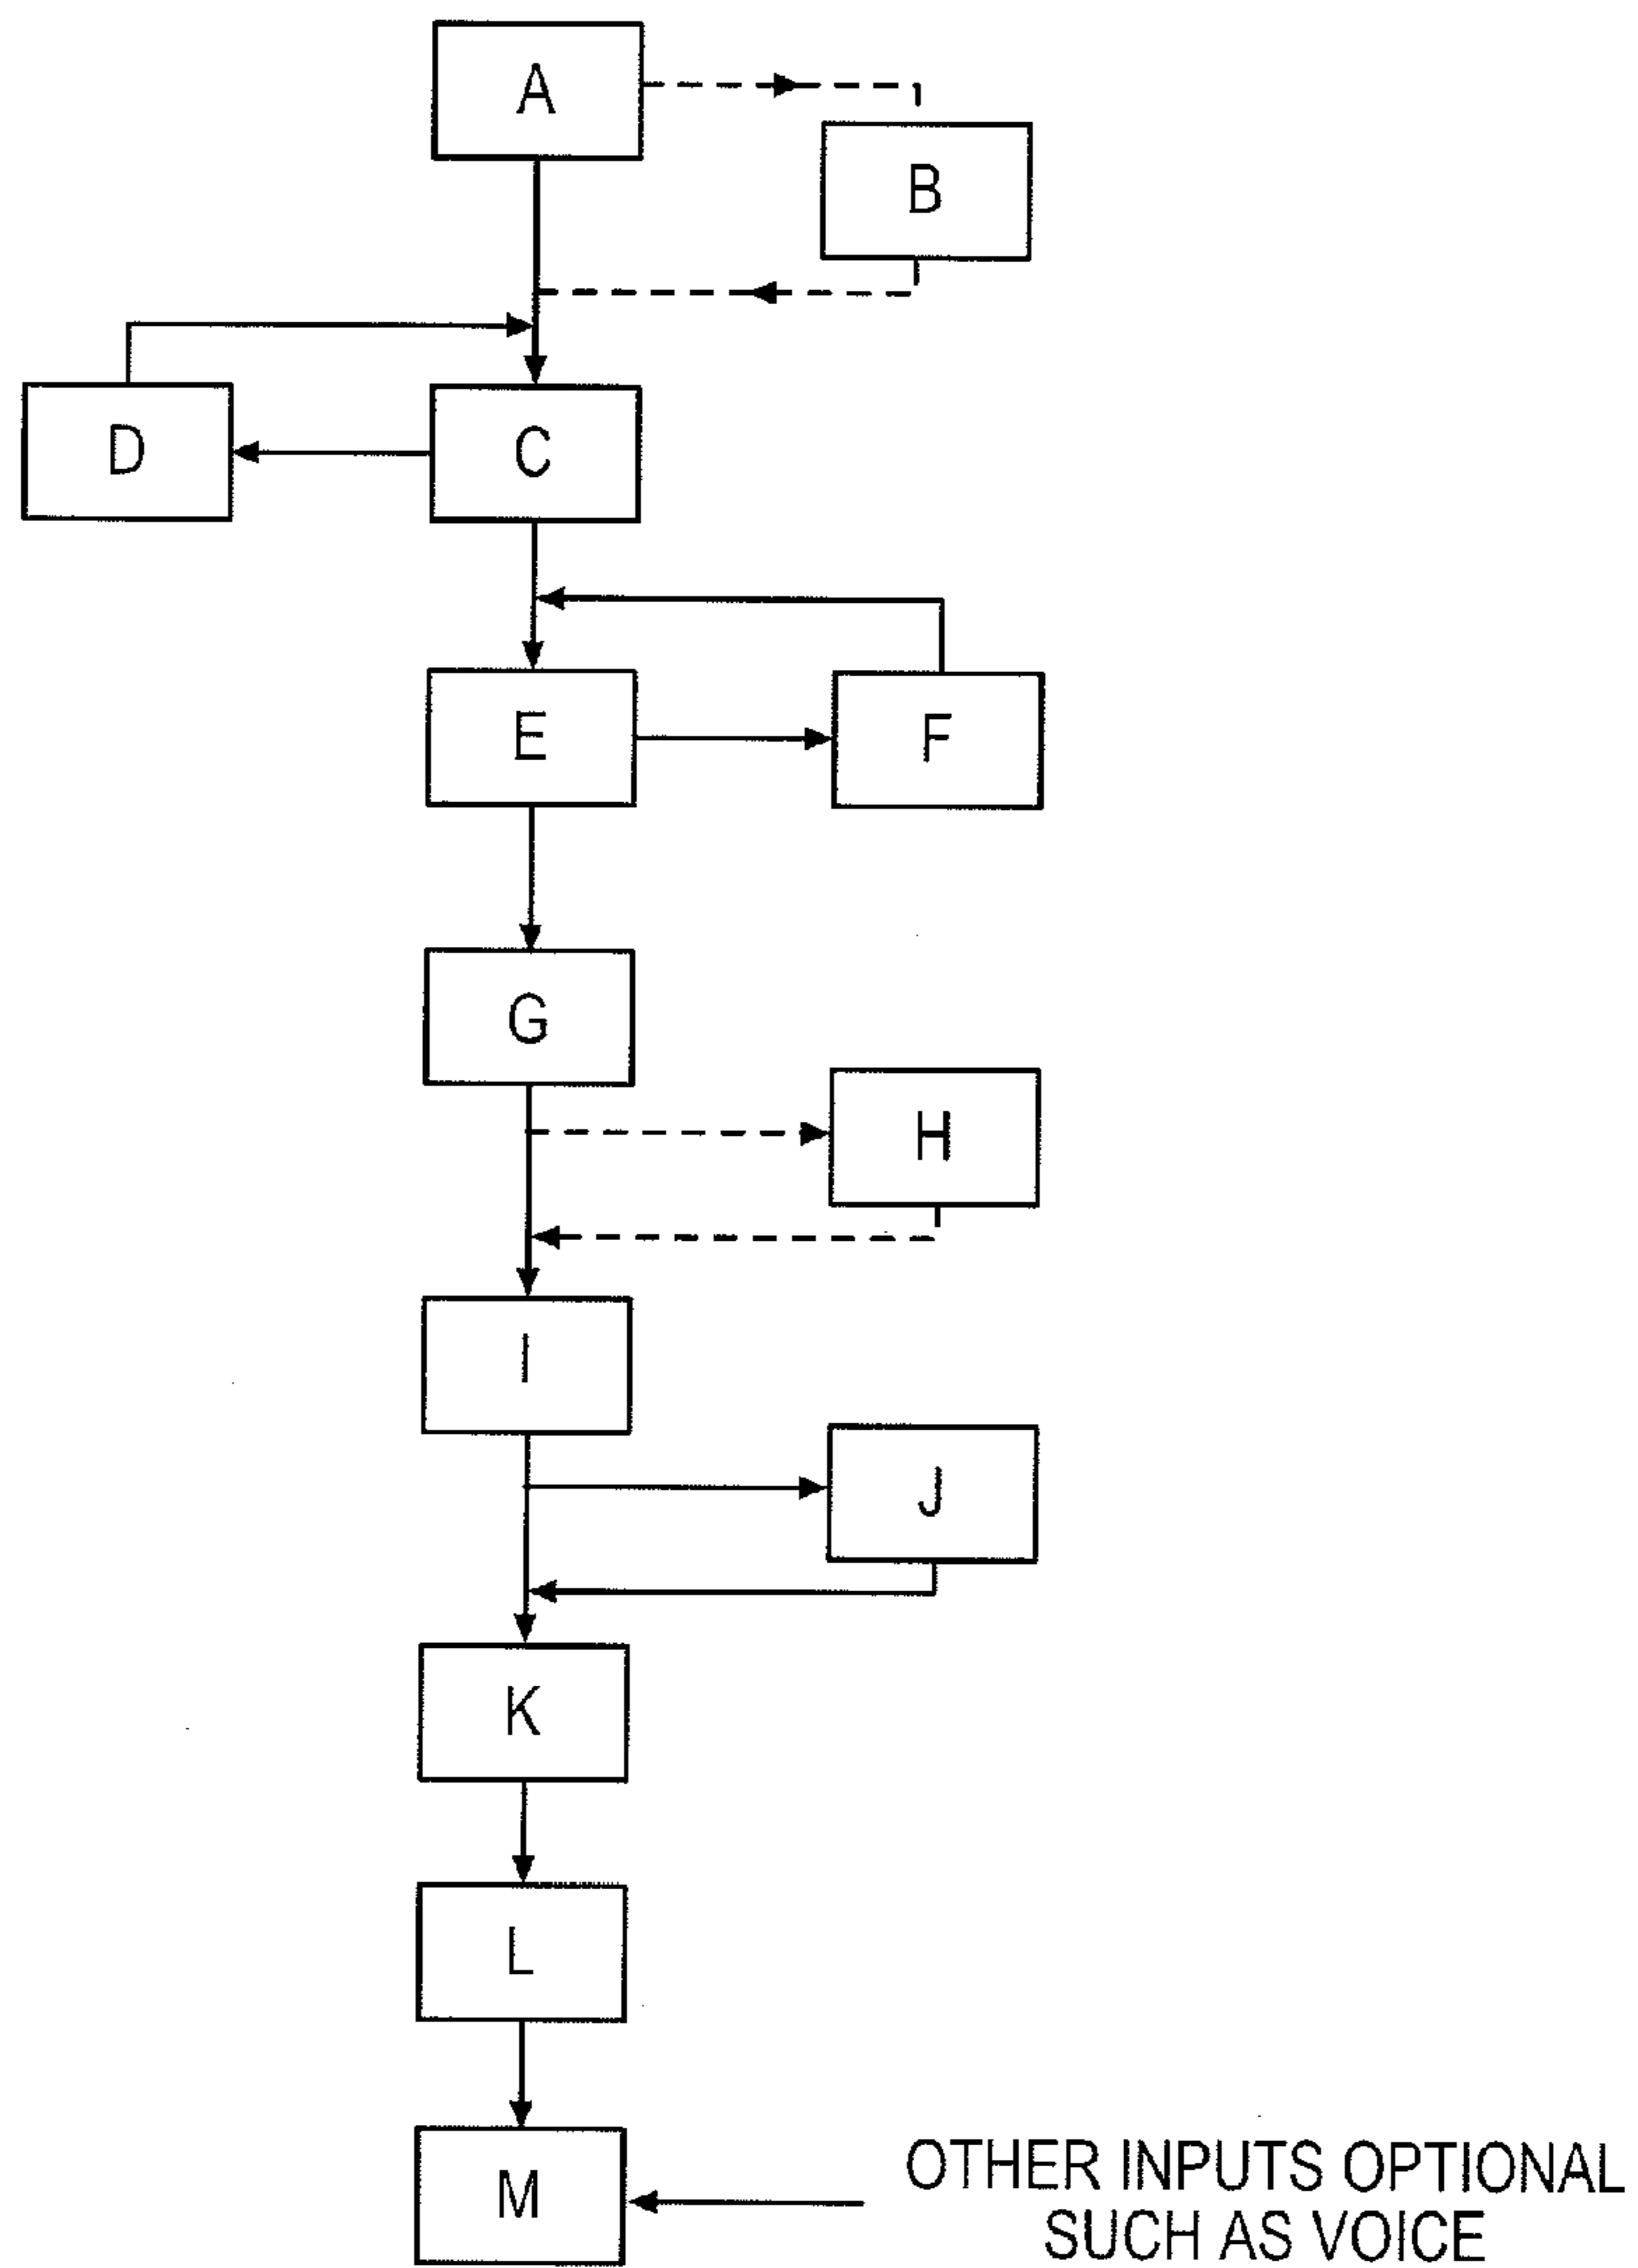 A
B
D
C
E
F
G
H
I
J
K
L
M
OTHER INPUTS OPTIONAL
SUCH AS VOICE